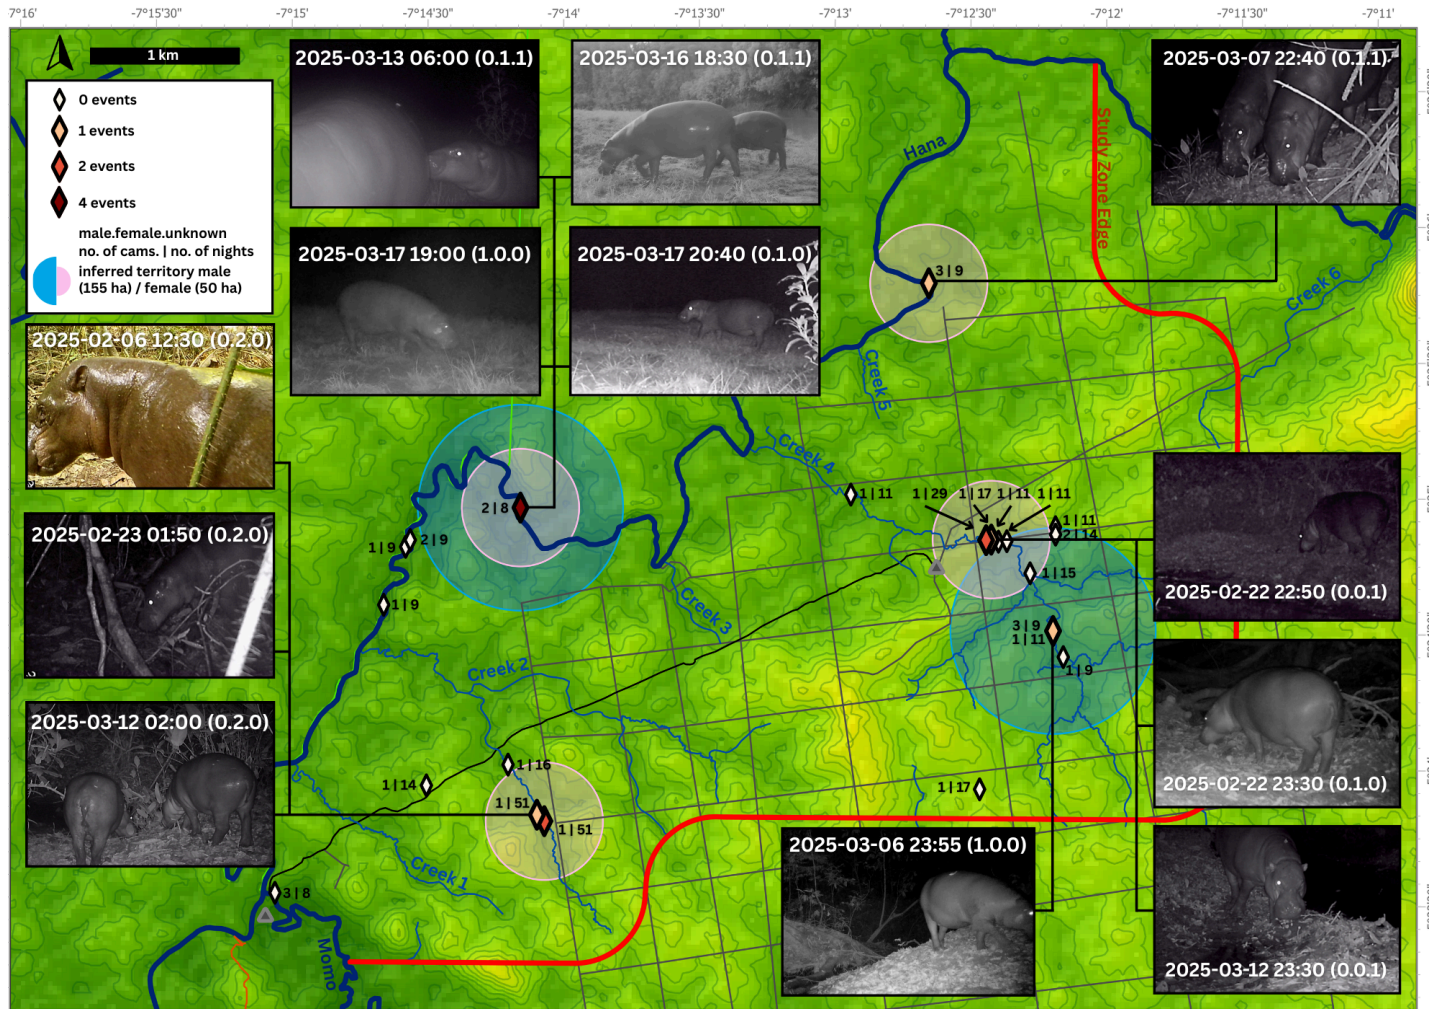 -7°16'
-7°15'30"
-7°15'
-7°14'30"
-7°14'
-7°13'30"
-7°13'
-7°12'30"
-7°12'
-7°11'30"
-7°11'
1 km
0 events
1 events
2 events
4 events
male.female.unknown
no. of cams. | no. of nights
inferred territory male
(155 ha) / female (50 ha)
2025-03-13 06:00 (0.1.1)
2025-03-16 18:30 (0.1.1)
2025-03-07 22:40 (0.1.1)
2025-03-17 19:00 (1.0.0)
2025-03-17 20:40 (0.1.0)
2025-02-06 12:30 (0.2.0)
2025-02-23 01:50 (0.2.0)
2025-03-12 02:00 (0.2.0)
2025-02-22 22:50 (0.0.1)
2025-02-22 23:30 (0.1.0)
2025-03-12 23:30 (0.0.1)
2025-03-06 23:55 (1.0.0)
Hana
Study Zone Edge
Creek 6
3 | 9
Creek 5
Creek 4
1 | 11
1 | 29
1 | 17
1 | 11
1 | 11
1 | 11
2 | 14
1 | 15
3 | 9
1 | 11
1 | 9
2 | 8
2 | 9
1 | 9
1 | 9
Creek 3
Creek 2
1 | 16
1 | 14
1 | 51
1 | 51
1 | 17
Creek 1
3 | 8
Momo